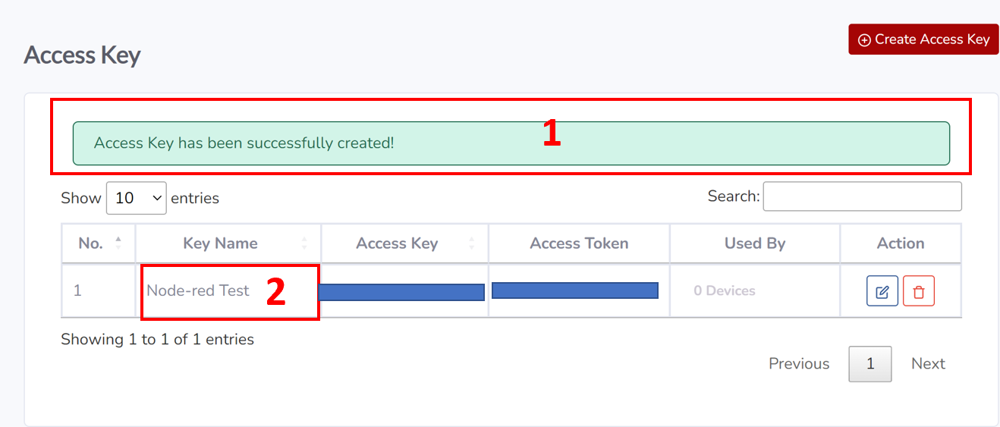 Create Access Key
Access Key
1
Access Key has been successfully created!
Show 10 entries
Search:
No. Key Name Access Key Access Token Used By Action
1 Node-red Test 2 0 Devices
Showing 1 to 1 of 1 entries
Previous 1 Next